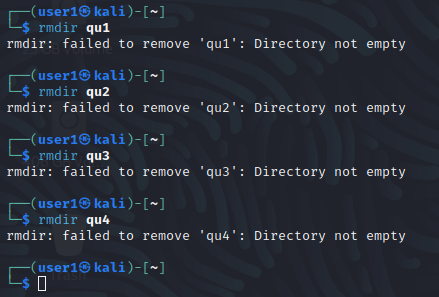 ┌──(user1㉿kali)-[~]
└─$ rmdir qu1
rmdir: failed to remove 'qu1': Directory not empty
┌──(user1㉿kali)-[~]
└─$ rmdir qu2
rmdir: failed to remove 'qu2': Directory not empty
┌──(user1㉿kali)-[~]
└─$ rmdir qu3
rmdir: failed to remove 'qu3': Directory not empty
┌──(user1㉿kali)-[~]
└─$ rmdir qu4
rmdir: failed to remove 'qu4': Directory not empty
┌──(user1㉿kali)-[~]
└─$